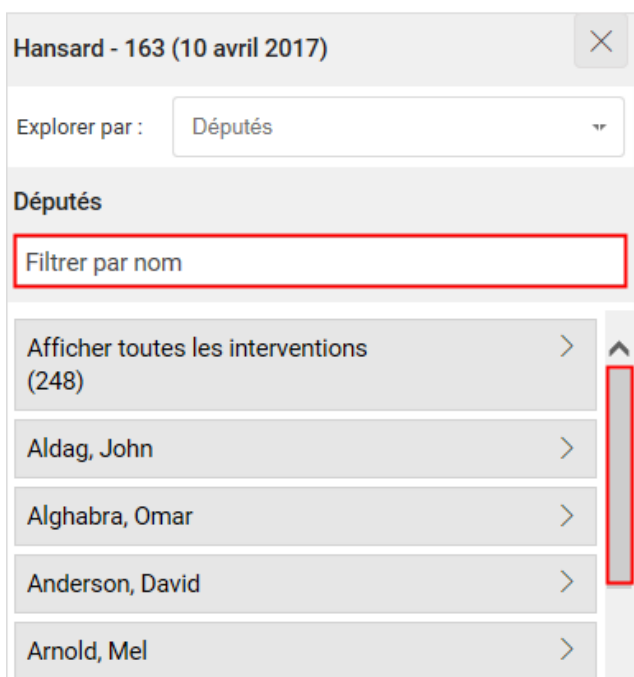 Hansard - 163 (10 avril 2017)
Explorer par : Députés
Députés
Filtrer par nom
Afficher toutes les interventions
(248)
Aldag, John
Alghabra, Omar
Anderson, David
Arnold, Mel